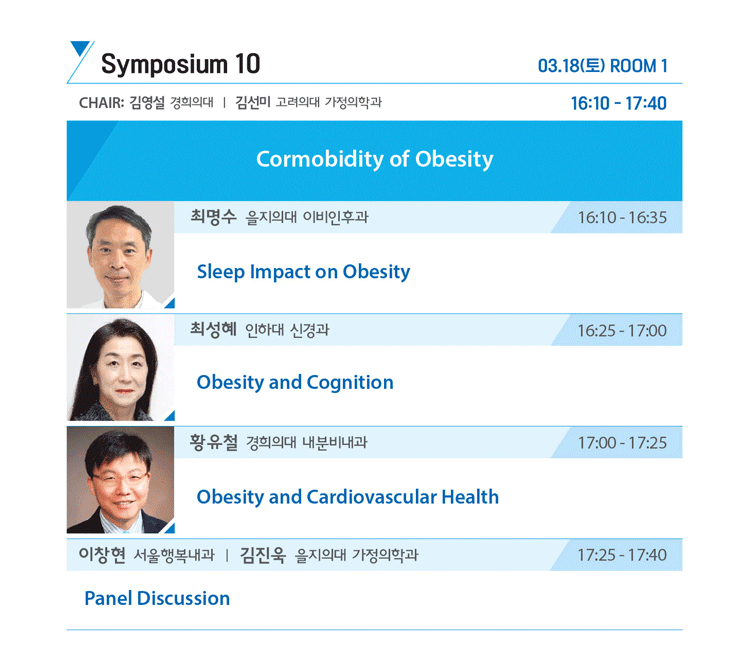 Symposium 10
03.18(토) ROOM 1
CHAIR: 김영설 경희의대 | 김선미 고려의대 가정의학과
16:10 - 17:40
Cormobidity of Obesity
최명수 을지의대 이비인후과
16:10 - 16:35
Sleep Impact on Obesity
최성혜 인하대 신경과
16:25 - 17:00
Obesity and Cognition
황유철 경희의대 내분비내과
17:00 - 17:25
Obesity and Cardiovascular Health
이창현 서울행복내과 | 김진욱 을지의대 가정의학과
17:25 - 17:40
Panel Discussion